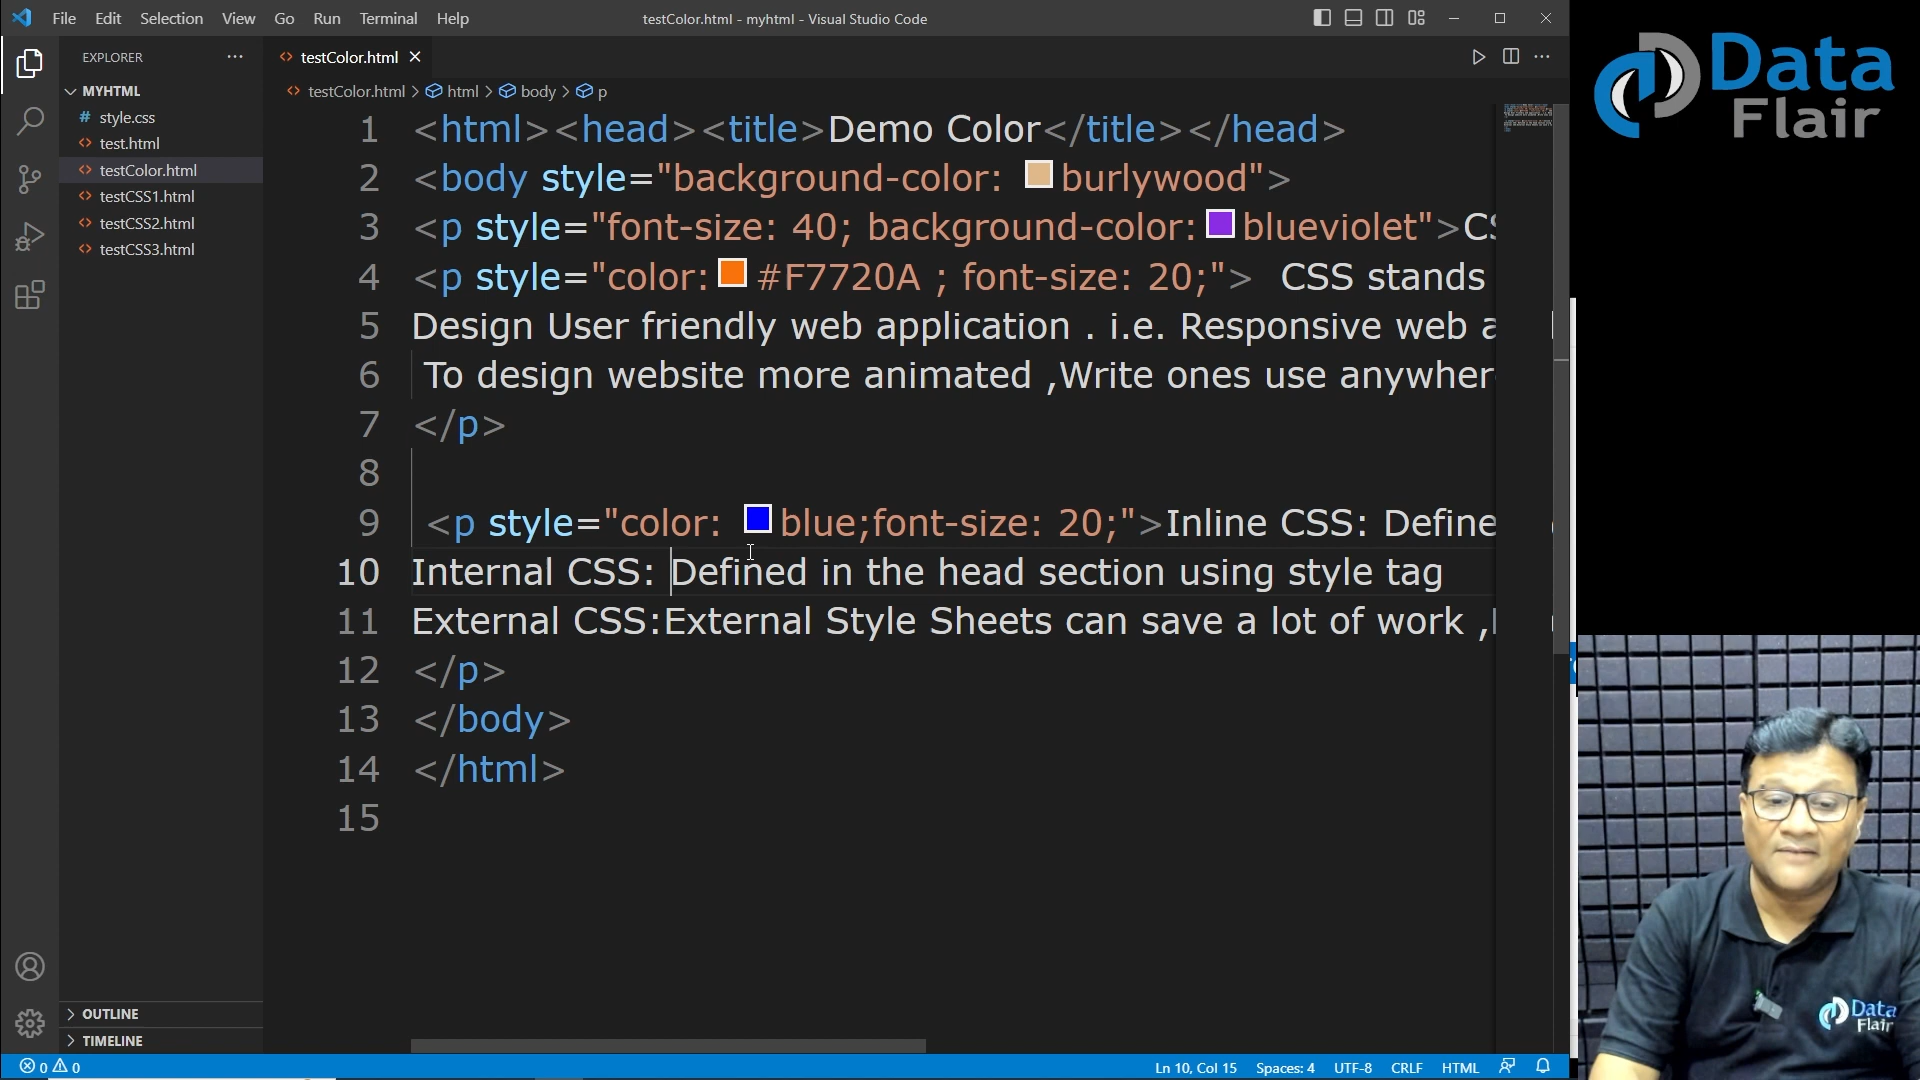 File Edit Selection View Go Run Terminal Help
testColor.html - myhtml - Visual Studio Code
EXPLORER
MYHTML
style.css
test.html
testColor.html
testCSS1.html
testCSS2.html
testCSS3.html
OUTLINE
TIMELINE
testColor.html
testColor.html > html > body > p
1 <html><head><title>Demo Color</title></head>
2 <body style="background-color: burlywood">
3 <p style="font-size: 40; background-color: blueviolet">CS
4 <p style="color: #F7720A ; font-size: 20;"> CSS stands
5 Design User friendly web application . i.e. Responsive web a
6 To design website more animated ,Write ones use anywher
7 </p>
8
9 <p style="color: blue;font-size: 20;">Inline CSS: Define
10 Internal CSS: Defined in the head section using style tag
11 External CSS:External Style Sheets can save a lot of work ,
12 </p>
13 </body>
14 </html>
15
0 0
Ln 10, Col 15 Spaces: 4 UTF-8 CRLF HTML
Data
Flair
Data
Flair